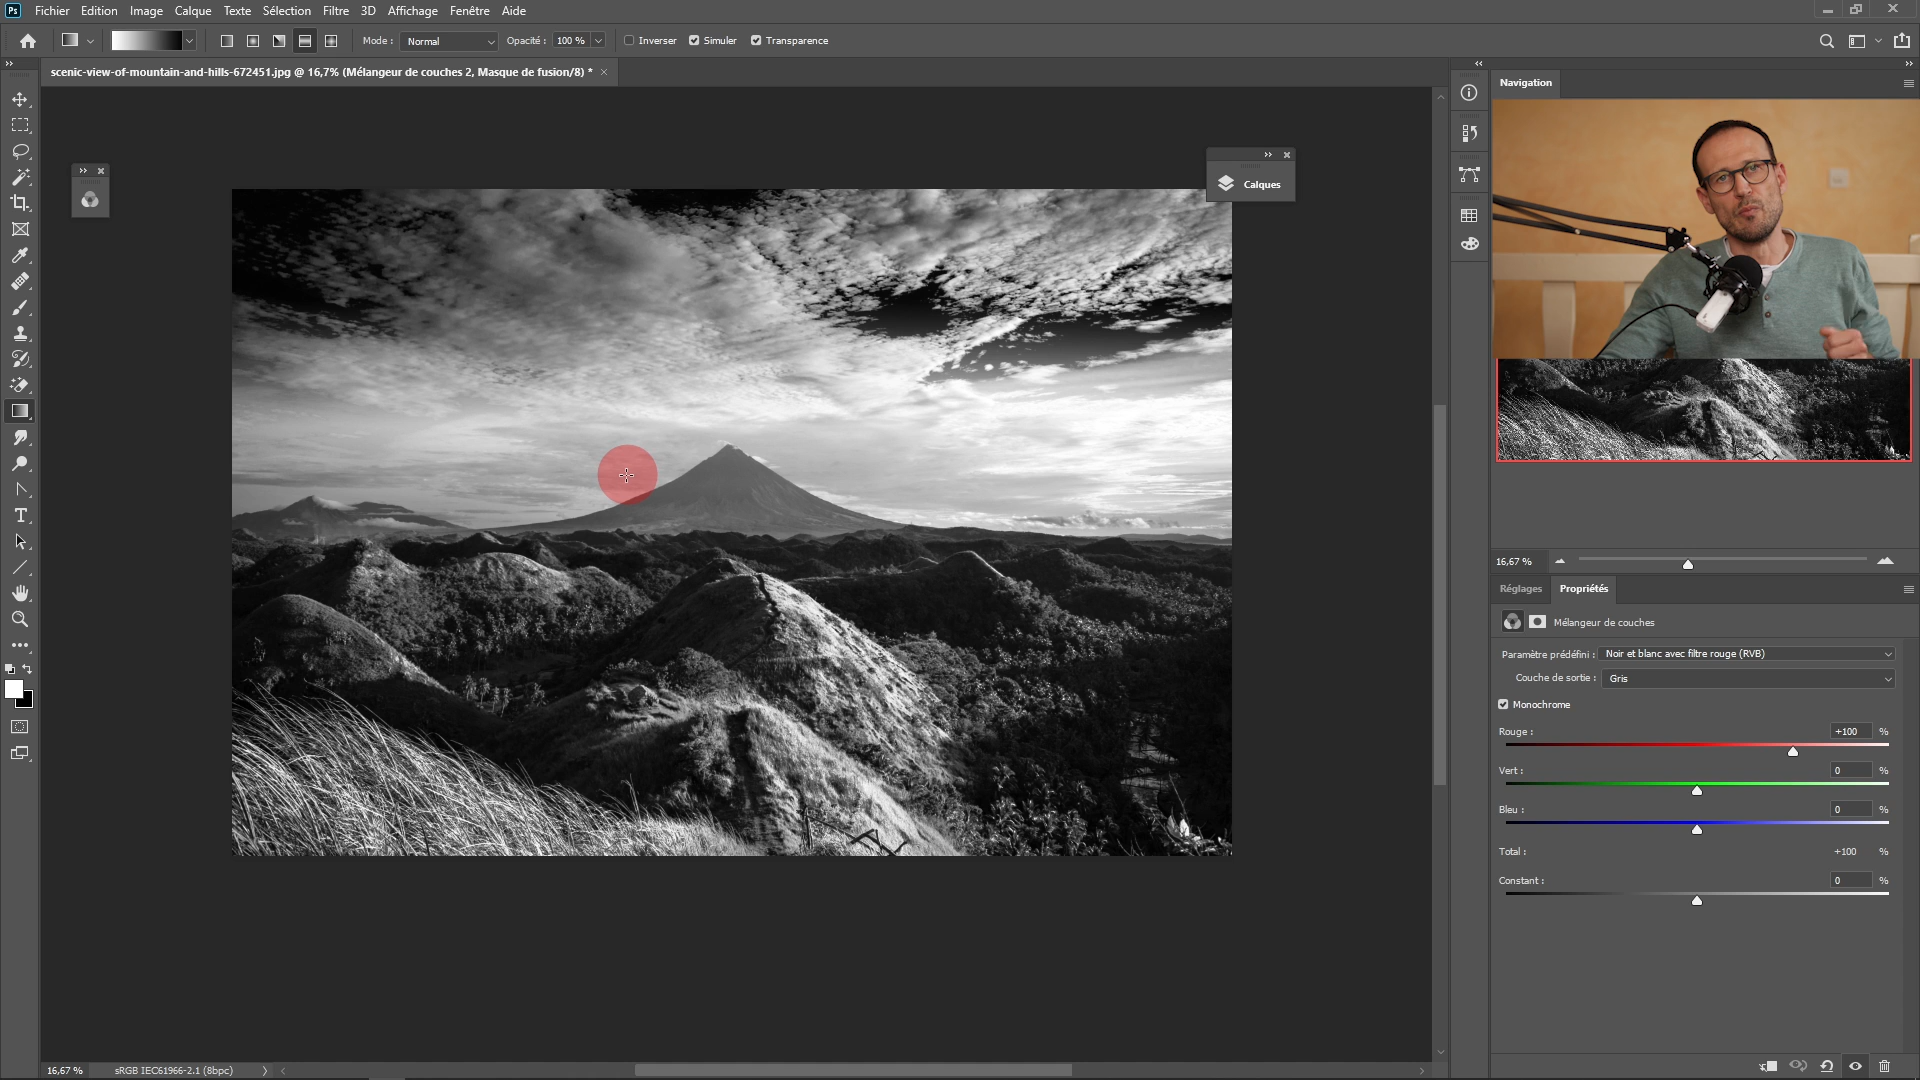 Ps Fichier Edition Image Calque Texte Sélection Filtre 3D Affichage Fenêtre Aide
Mode : Normal Opacité : 100 % Inverser Simuler Transparence
scenic-view-of-mountain-and-hills-672451.jpg @ 16,7% (Mélangeur de couches 2, Masque de fusion/8) *
Navigation
Calques
16,67 %
Réglages Propriétés
Mélangeur de couches
Paramètre prédéfini : Noir et blanc avec filtre rouge (RVB)
Couche de sortie : Gris
Monochrome
Rouge : +100 %
Vert : 0 %
Bleu : 0 %
Total : +100 %
Constant : 0 %
16,67 % sRGB IEC61966-2.1 (8bpc)